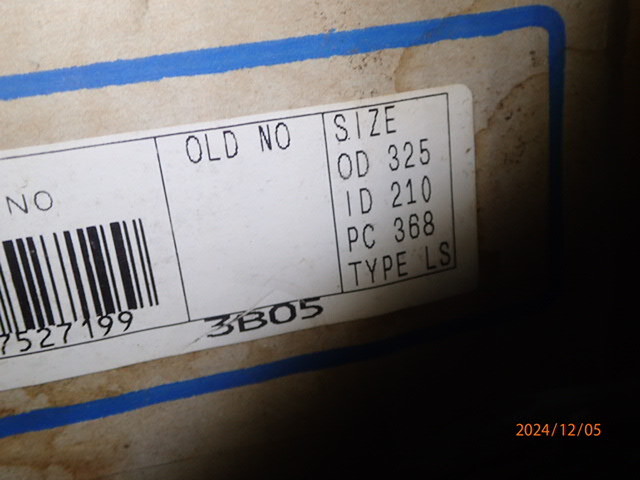 NO
7527199
OLD NO
SIZE
OD 325
ID 210
PC 368
TYPE LS
3B05
2024/12/05